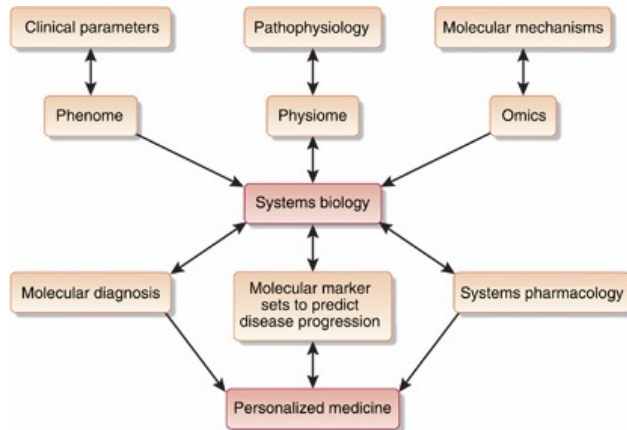 Clinical parameters
Pathophysiology
Molecular mechanisms
Phenome
Physiome
Omics
Systems biology
Molecular diagnosis
Molecular marker
sets to predict
disease progression
Systems pharmacology
Personalized medicine